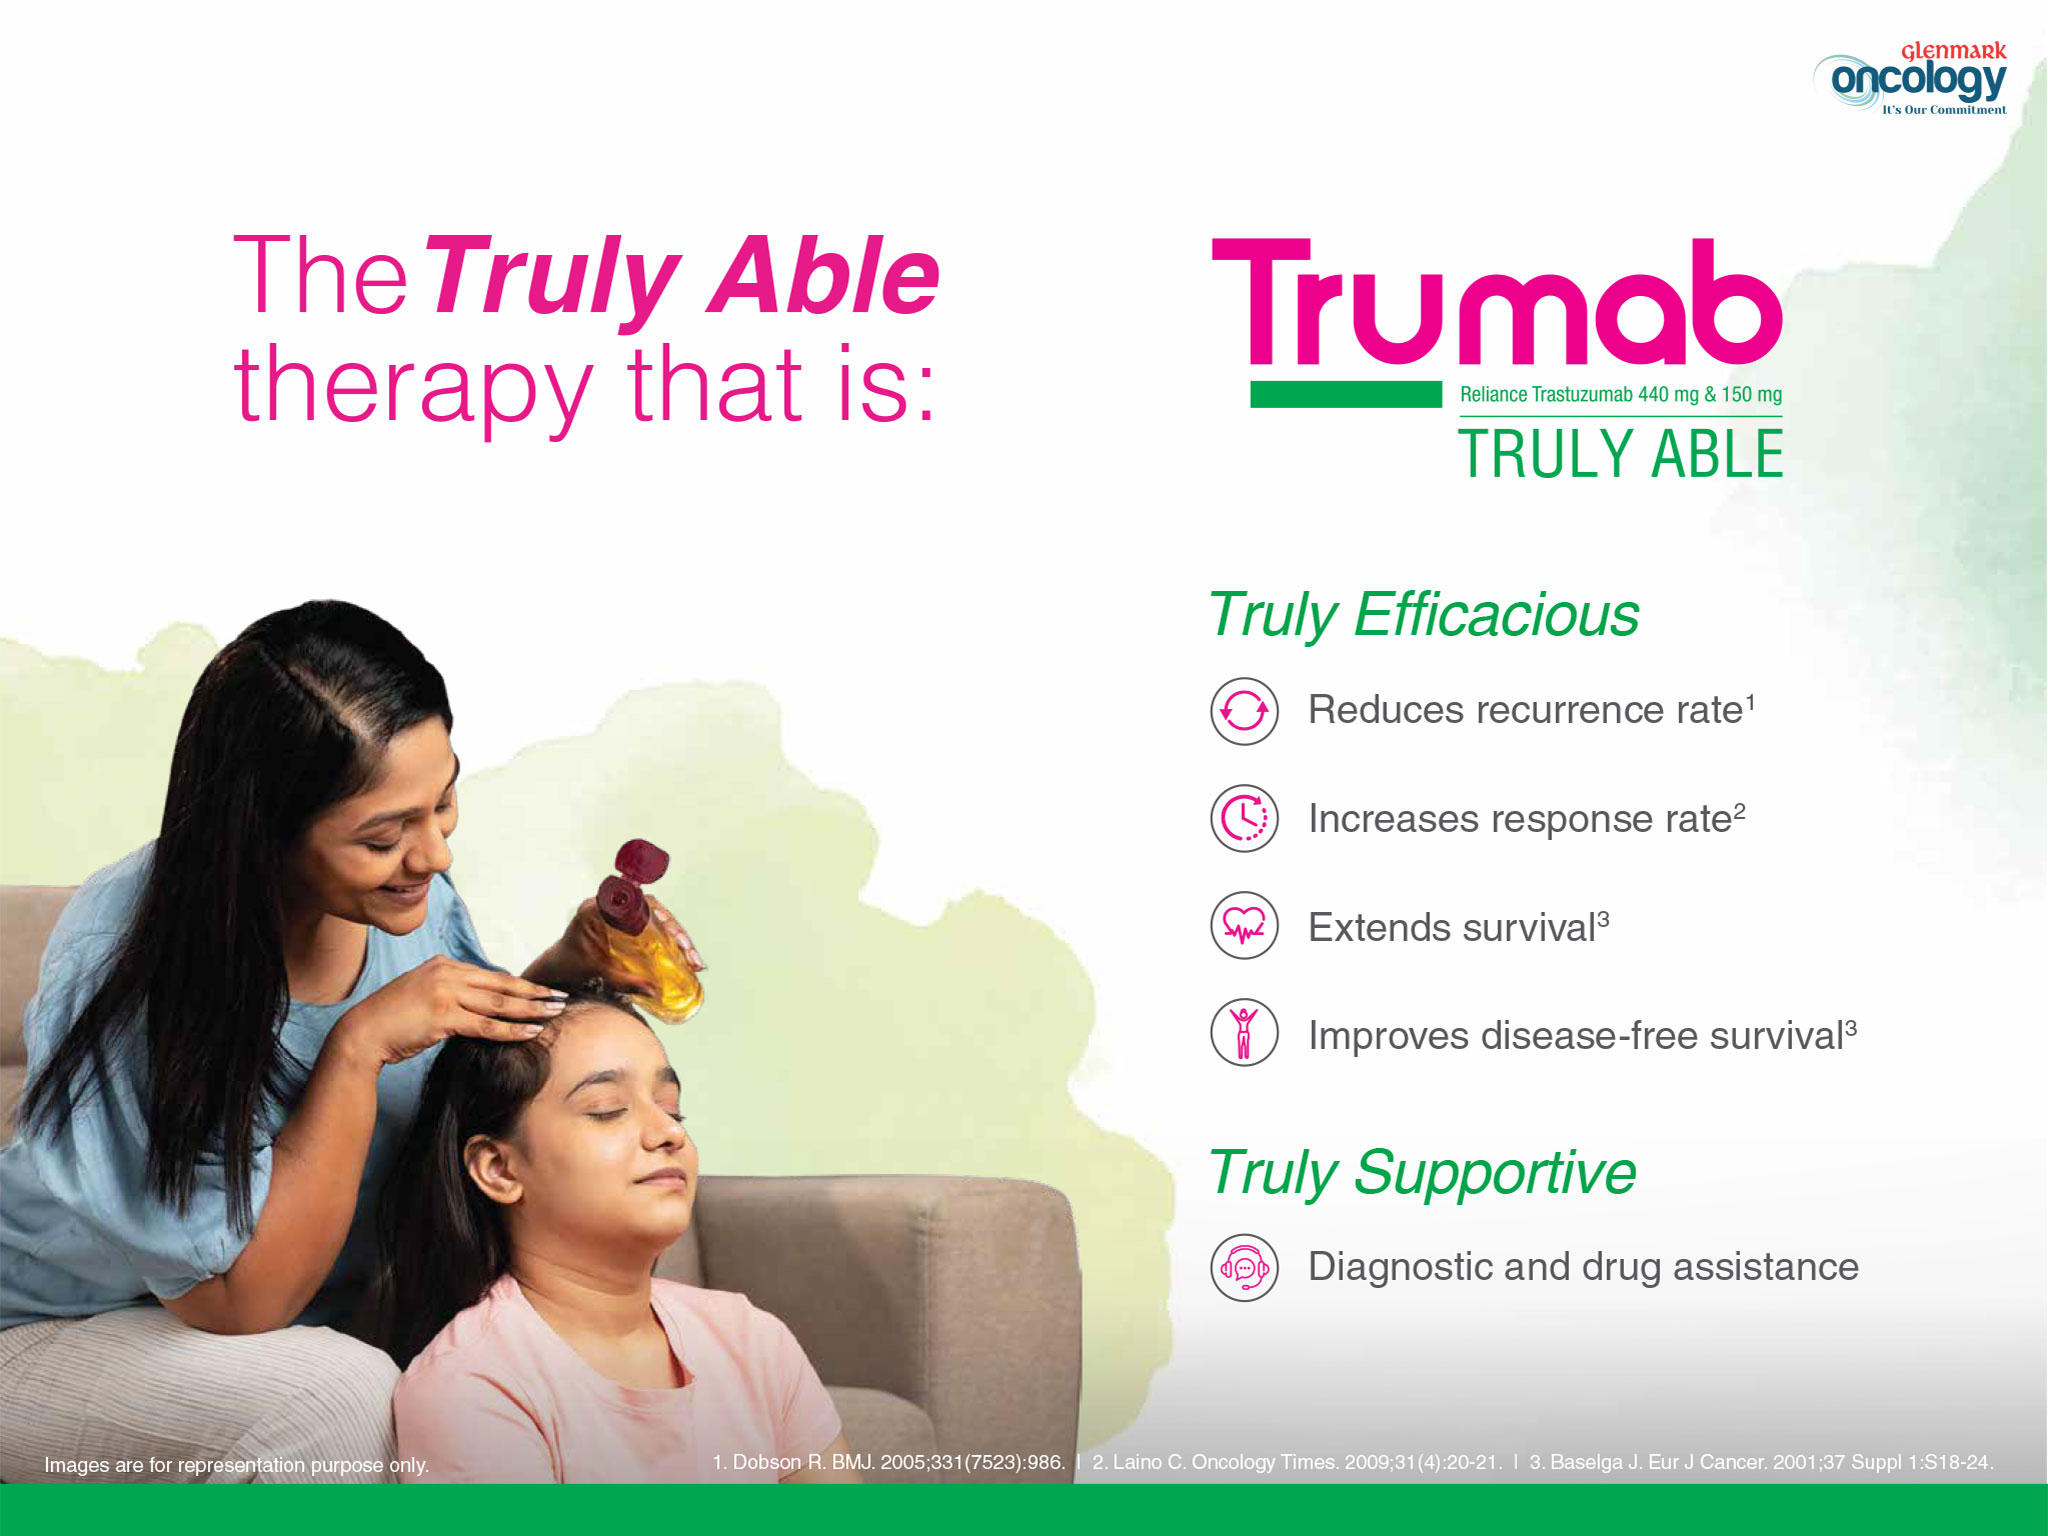 Glenmark
oncology
It's Our Commitment
The Truly Able
therapy that is:
Trumab
Reliance Trastuzumab 440 mg & 150 mg
TRULY ABLE
Truly Efficacious
Reduces recurrence rate¹
Increases response rate²
Extends survival³
Improves disease-free survival³
Truly Supportive
Diagnostic and drug assistance
Images are for representation purpose only.
1. Dobson R. BMJ. 2005;331(7523):986. | 2. Laino C. Oncology Times. 2009;31(4):20-21. | 3. Baselga J. Eur J Cancer. 2001;37 Suppl 1:S18-24.